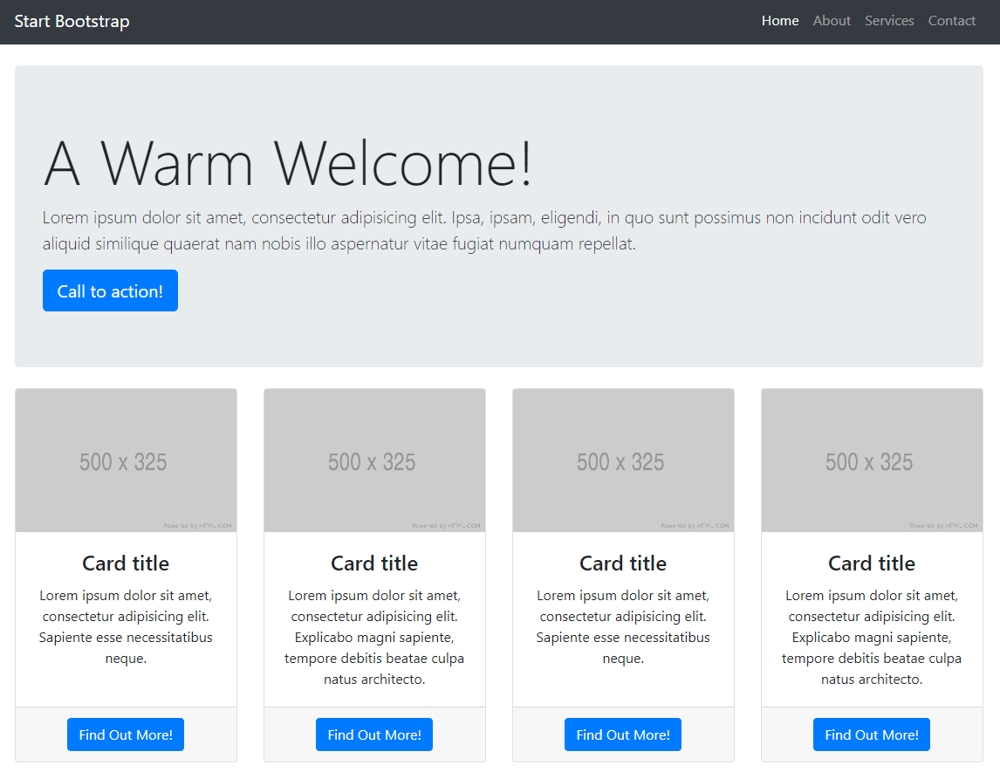 Start Bootstrap
Home About Services Contact
A Warm Welcome!
Lorem ipsum dolor sit amet, consectetur adipisicing elit. Ipsa, ipsam, eligendi, in quo sunt possimus non incidunt odit vero
aliquid similique quaerat nam nobis illo aspernatur vitae fugiat numquam repellat.
Call to action!
500 x 325
Powered by HTML.COM
Card title
Lorem ipsum dolor sit amet,
consectetur adipisicing elit.
Sapiente esse necessitatibus
neque.
Find Out More!
500 x 325
Powered by HTML.COM
Card title
Lorem ipsum dolor sit amet,
consectetur adipisicing elit.
Explicabo magni sapiente,
tempore debitis beatae culpa
natus architecto.
Find Out More!
500 x 325
Powered by HTML.COM
Card title
Lorem ipsum dolor sit amet,
consectetur adipisicing elit.
Sapiente esse necessitatibus
neque.
Find Out More!
500 x 325
Powered by HTML.COM
Card title
Lorem ipsum dolor sit amet,
consectetur adipisicing elit.
Explicabo magni sapiente,
tempore debitis beatae culpa
natus architecto.
Find Out More!